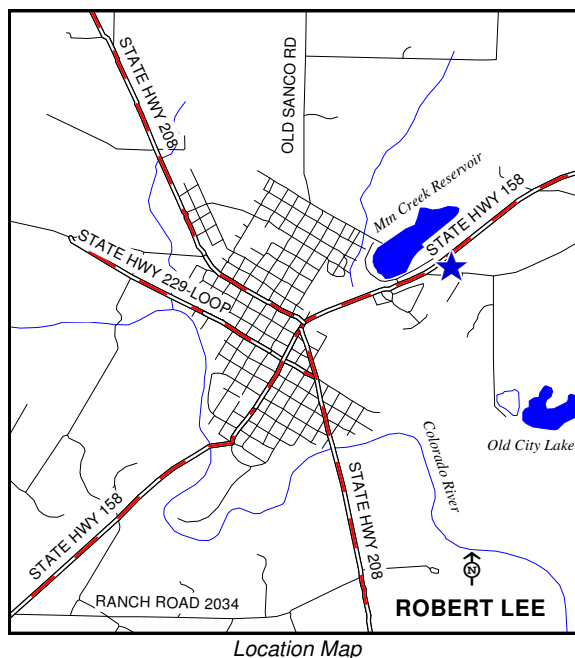 STATE HWY 208
OLD SANCO RD
Mtn Creek Reservoir
STATE HWY 158
STATE HWY 229-LOOP
Old City Lake
Colorado River
STATE HWY 158
STATE HWY 208
N
RANCH ROAD 2034
ROBERT LEE
Location Map